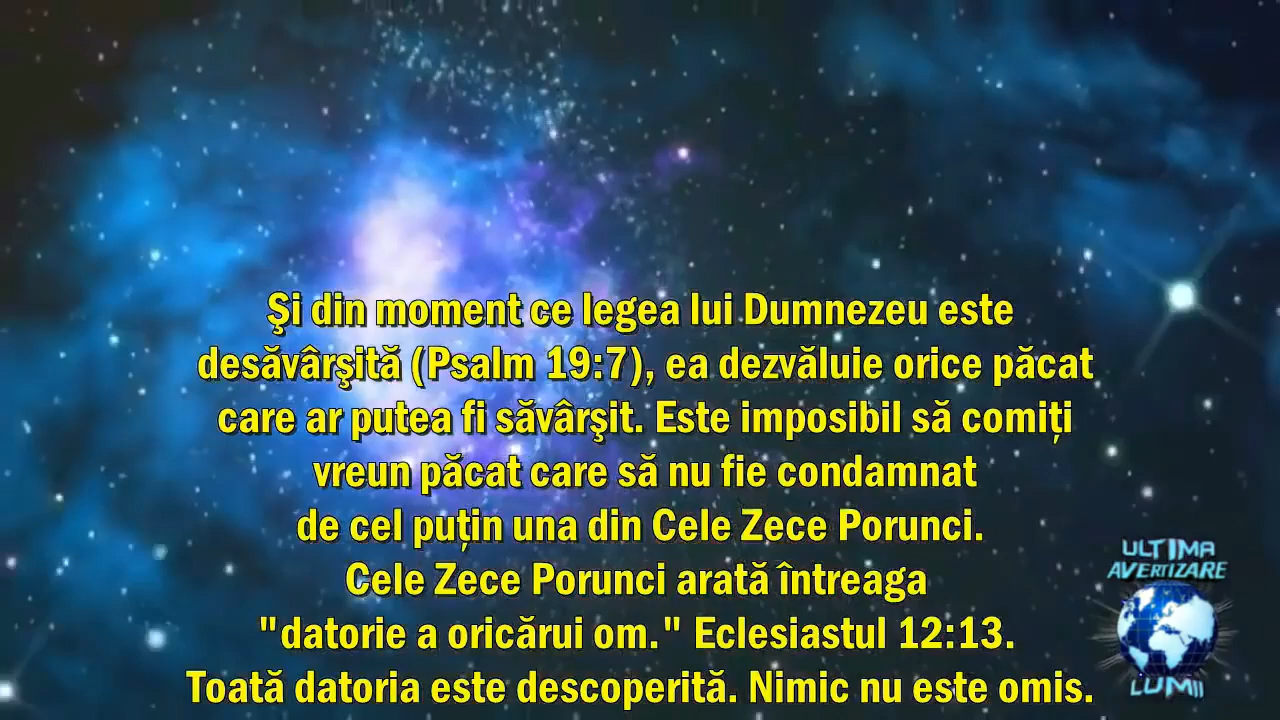 Şi din moment ce legea lui Dumnezeu este
desăvârşită (Psalm 19:7), ea dezvăluie orice păcat
care ar putea fi săvârşit. Este imposibil să comiți
vreun păcat care să nu fie condamnat
de cel puțin una din Cele Zece Porunci.
Cele Zece Porunci arată întreaga
"datorie a oricărui om." Eclesiastul 12:13.
Toată datoria este descoperită. Nimic nu este omis.
ULTIMA
AVERTIZARE
LUMII